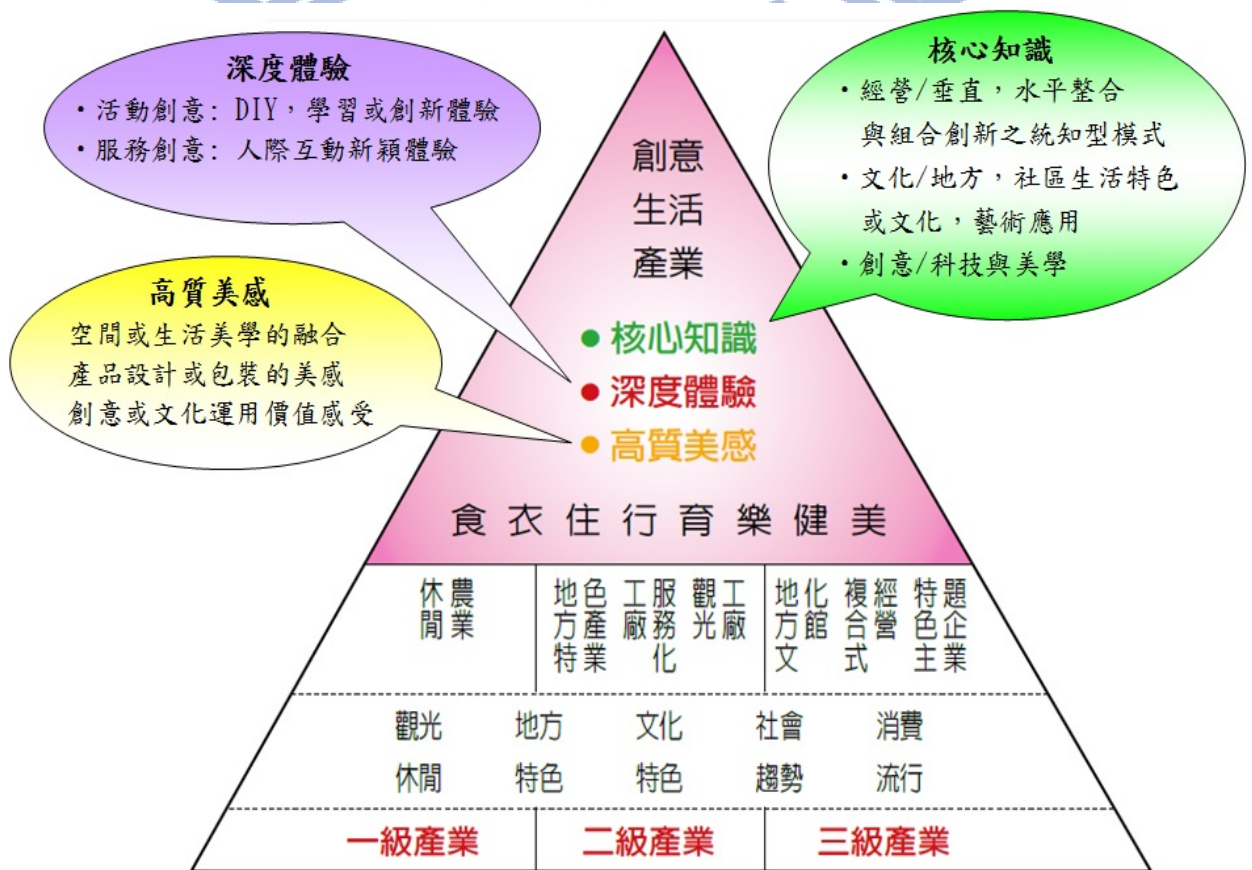 深度體驗
・活動創意: DIY，學習或創新體驗
・服務創意: 人際互動新穎體驗
核心知識
・經營/垂直，水平整合
與組合創新之統知型模式
・文化/地方，社區生活特色
或文化，藝術應用
・創意/科技與美學
高質美感
空間或生活美學的融合
產品設計或包裝的美感
創意或文化運用價值感受
創意
生活
產業
●核心知識
●深度體驗
●高質美感
食衣住行育樂健美
休閒
農業
地方特
色產業
工廠
服務化
觀光
工廠
地方文
化館
複合式
經營
特色主
題企業
觀光 地方 文化 社會 消費
休閒 特色 特色 趨勢 流行
一級產業 二級產業 三級產業